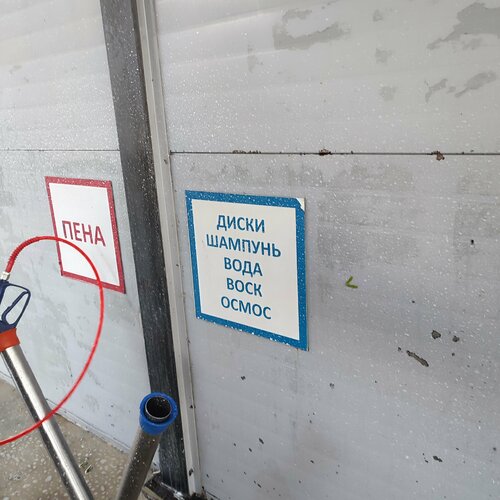 ПЕНА
ДИСКИ
ШАМПУНЬ
ВОДА
ВОСК
ОСМОС